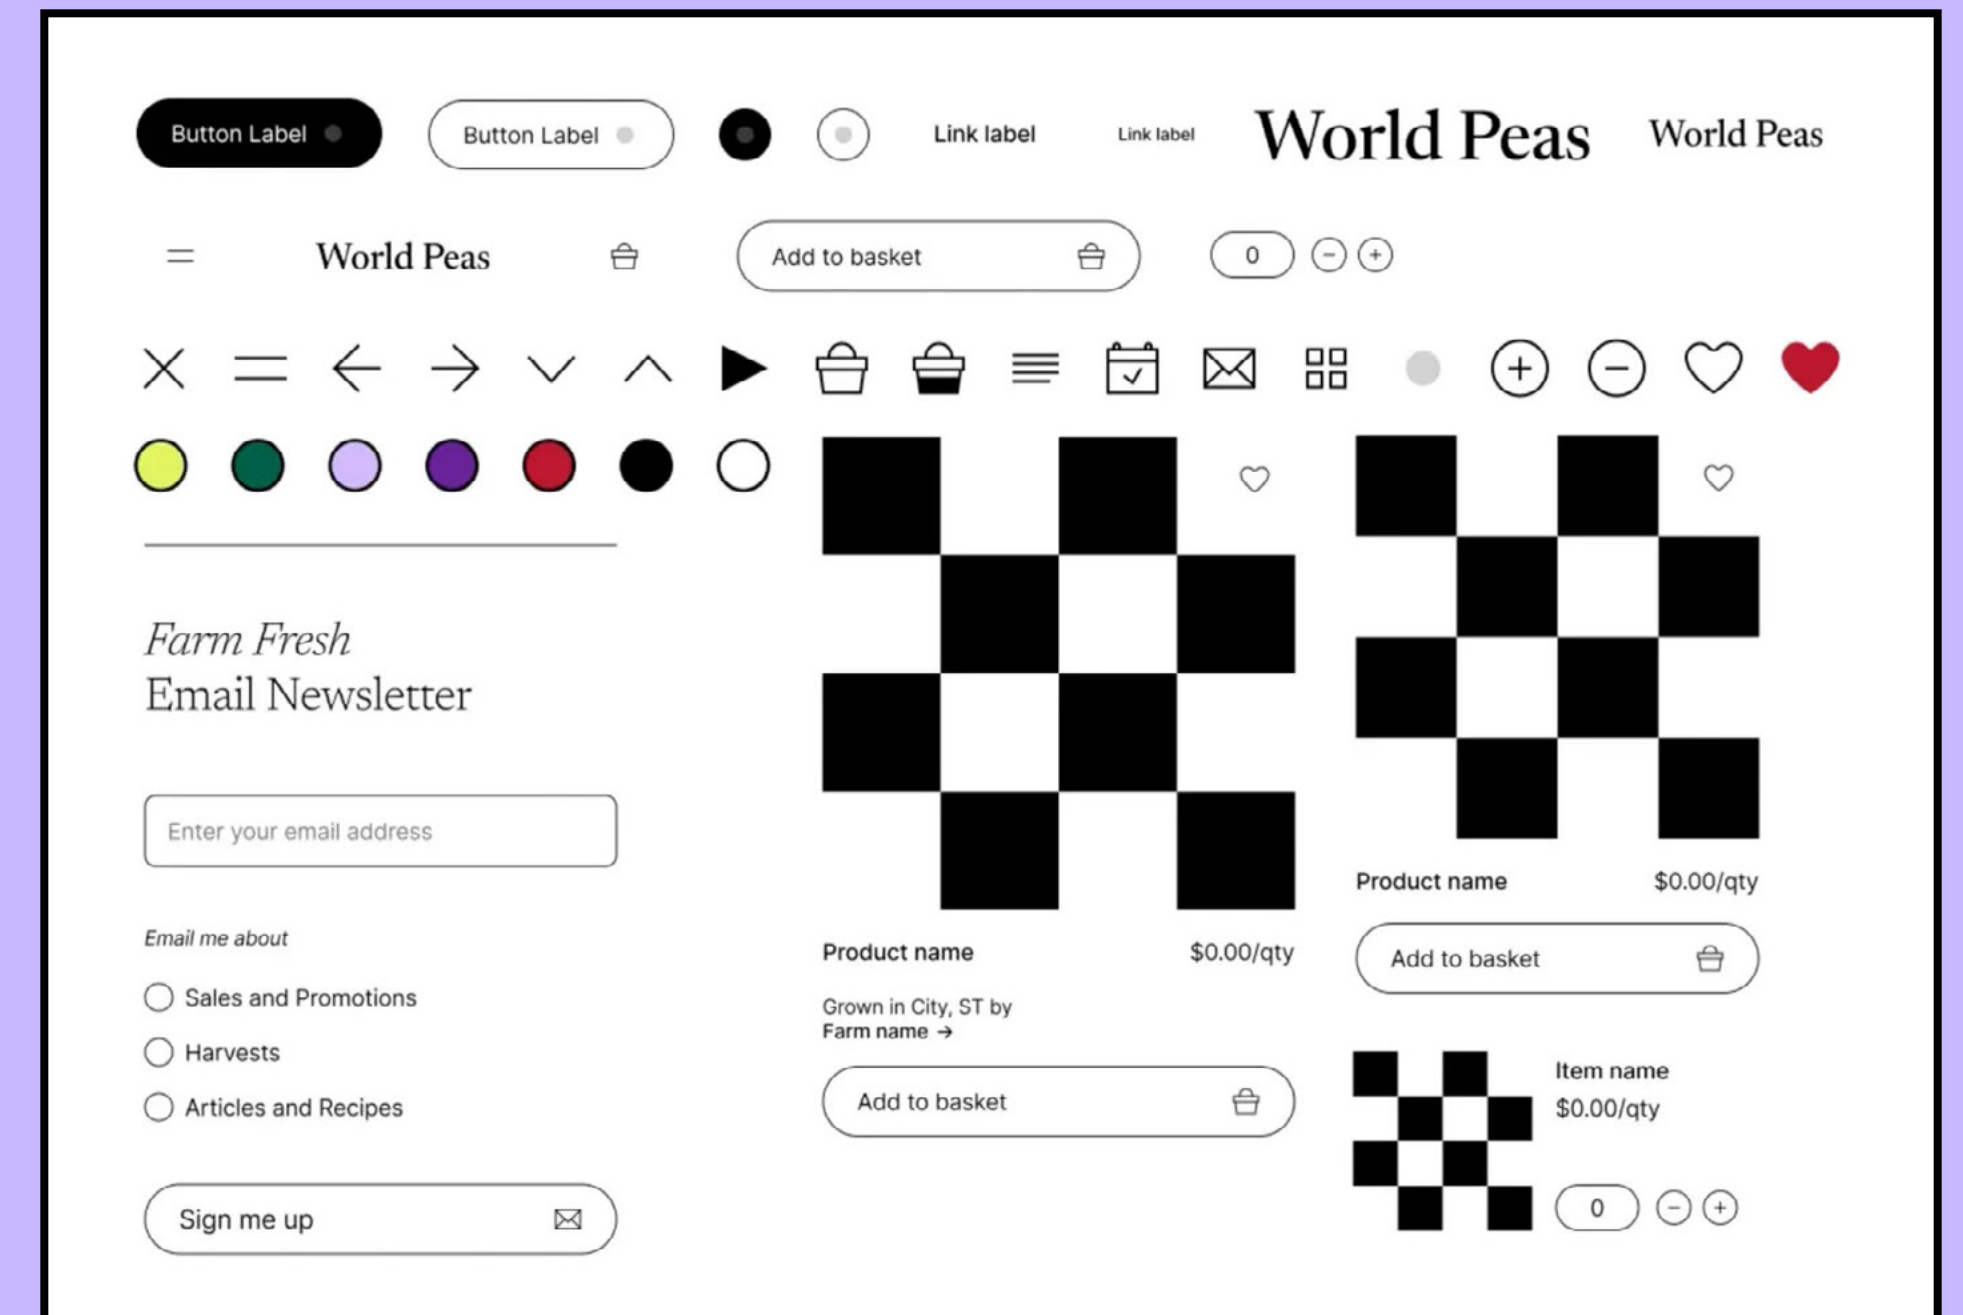 Button Label
Button Label
Link label
Link label
World Peas
World Peas
World Peas
Add to basket
0
Farm Fresh
Email Newsletter
Enter your email address
Email me about
Sales and Promotions
Harvests
Articles and Recipes
Sign me up
Product name
$0.00/qty
Grown in City, ST by
Farm name →
Add to basket
Product name
$0.00/qty
Add to basket
Item name
$0.00/qty
0